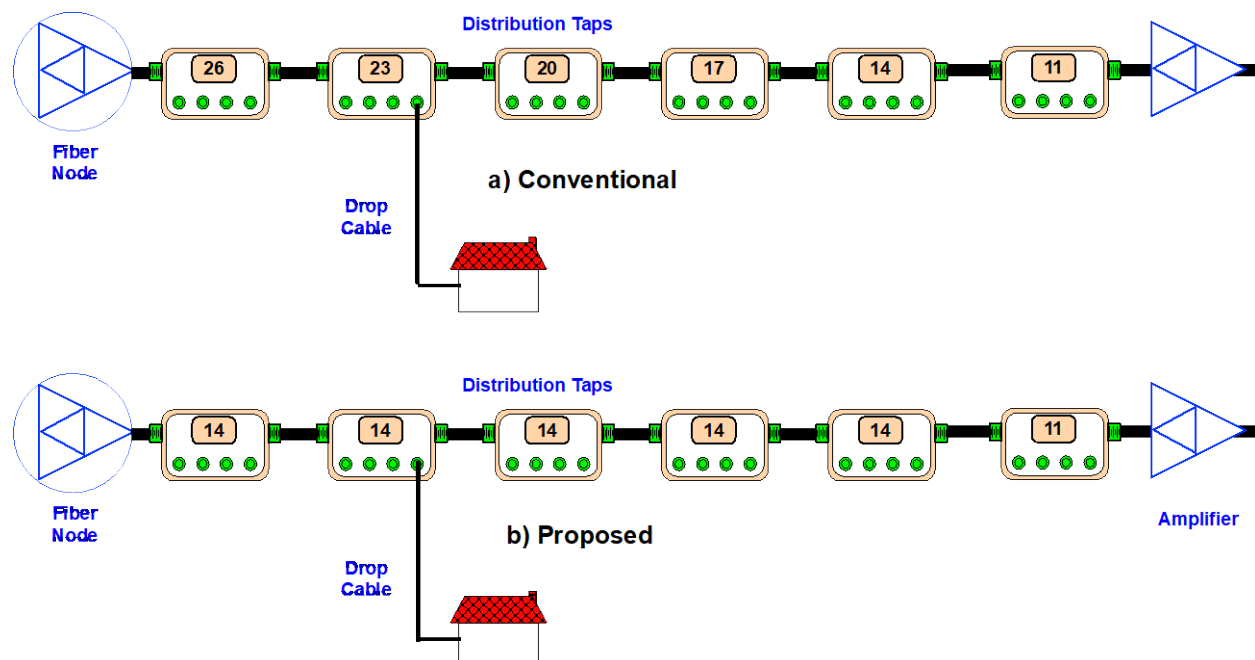 Distribution Taps
26 23 20 17 14 11
Fiber
Node
a) Conventional
Drop
Cable
Distribution Taps
14 14 14 14 14 11
Fiber
Node
b) Proposed
Amplifier
Drop
Cable